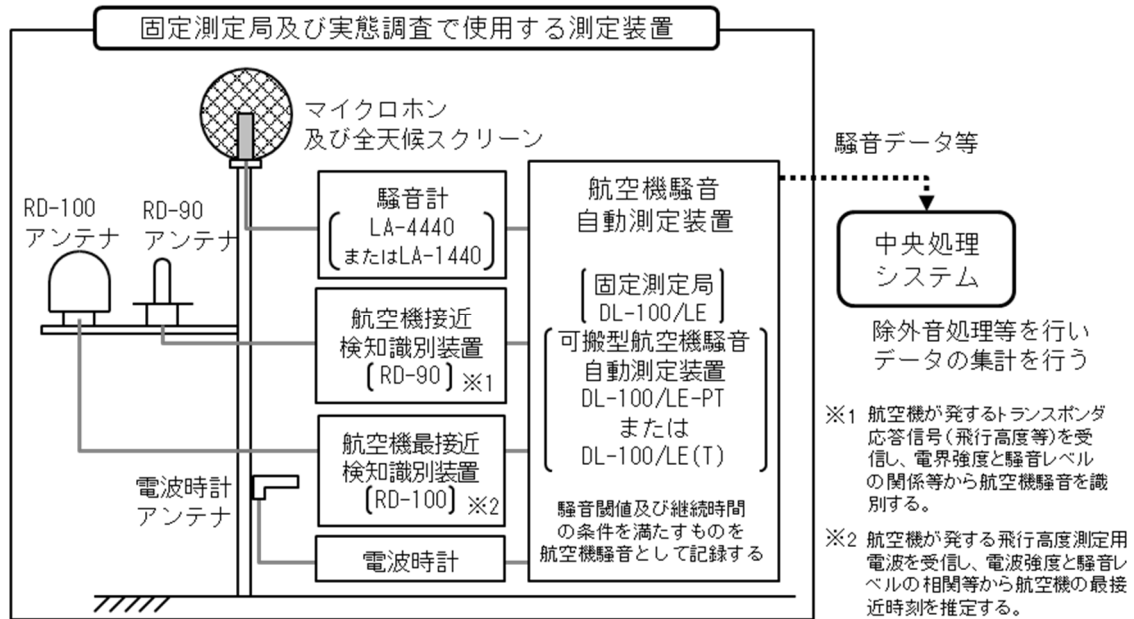 固定測定局及び実態調査で使用する測定装置
マイクロホン
及び全天候スクリーン
RD-100
アンテナ
RD-90
アンテナ
騒音計
LA-4440
またはLA-1440
航空機接近
検知識別装置
[RD-90] ※1
航空機最接近
検知識別装置
[RD-100] ※2
電波時計
アンテナ
電波時計
航空機騒音
自動測定装置
固定測定局
DL-100/LE
可搬型航空機騒音
自動測定装置
DL-100/LE-PT
または
DL-100/LE(T)
騒音閾値及び継続時間
の条件を満たすものを
航空機騒音として記録する
騒音データ等
中央処理
システム
除外音処理等を行い
データの集計を行う
※1 航空機が発するトランスポンダ
応答信号(飛行高度等)を受
信し、電界強度と騒音レベル
の関係等から航空機騒音を識
別する。
※2 航空機が発する飛行高度測定用
電波を受信し、電波強度と騒音レ
ベルの相関等から航空機の最接
近時刻を推定する。